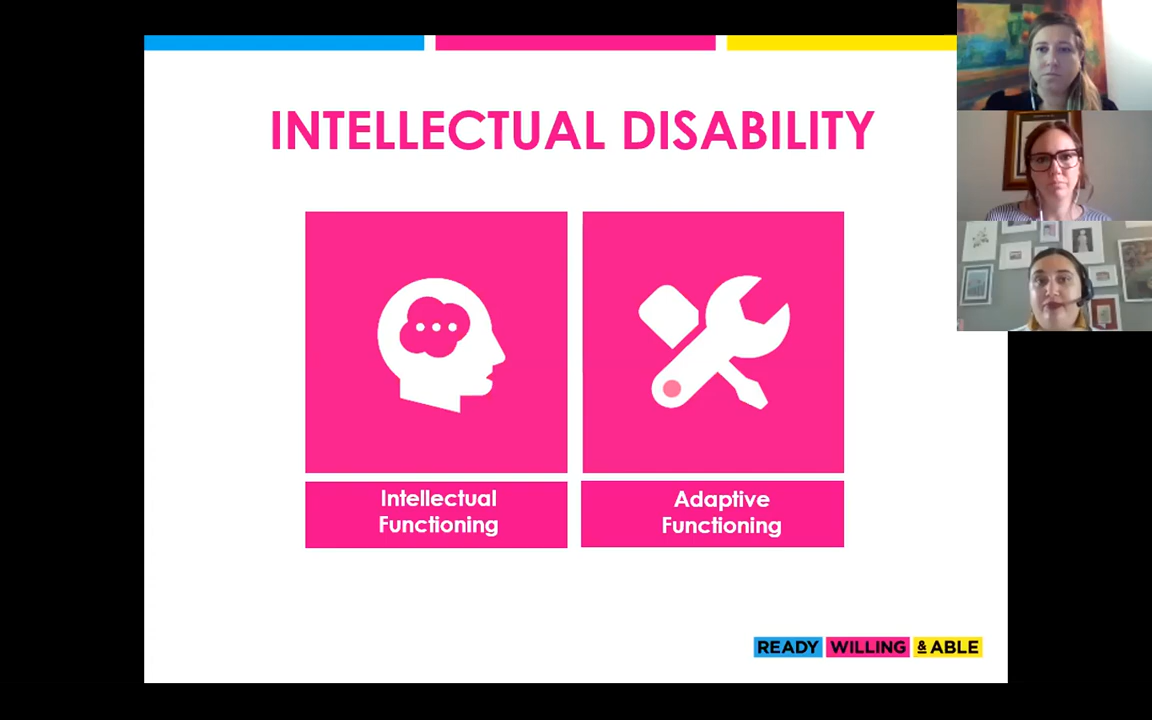 INTELLECTUAL DISABILITY
Intellectual
Functioning
Adaptive
Functioning
READY WILLING & ABLE